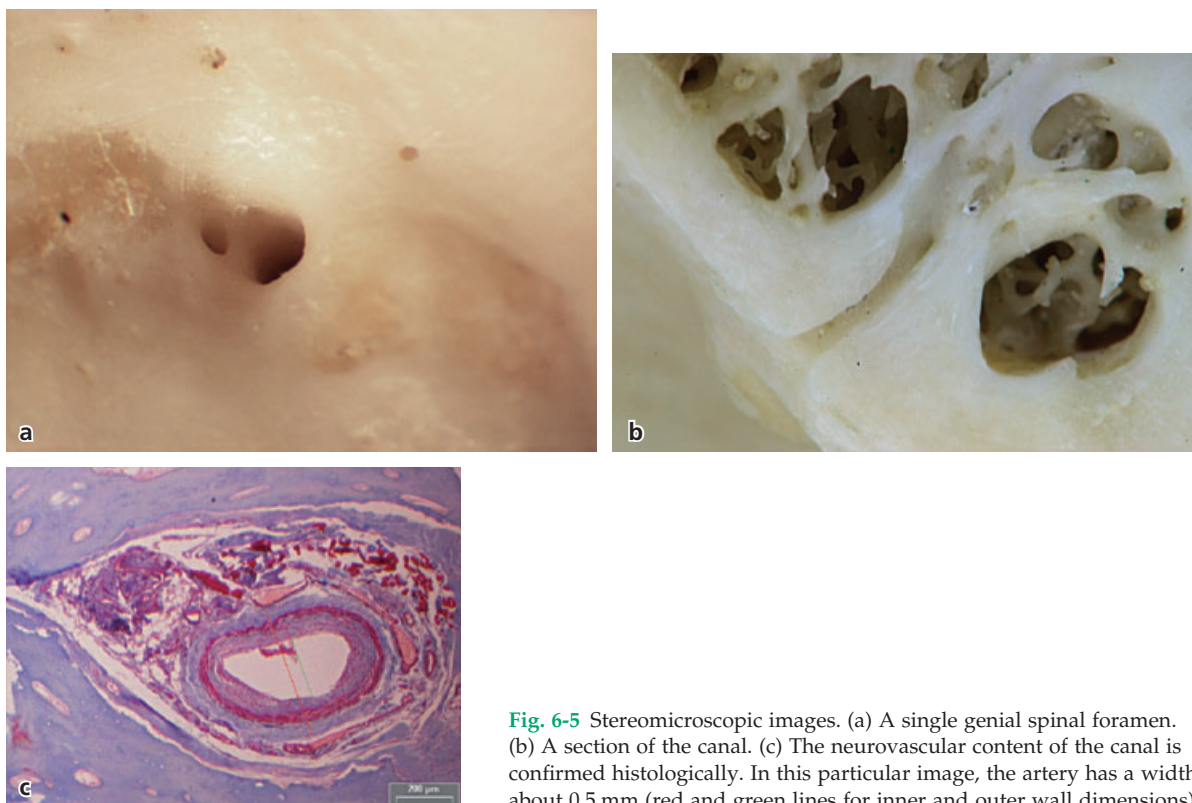 a
b
c
200 µm
Fig. 6-5 Stereomicroscopic images. (a) A single genial spinal foramen.
(b) A section of the canal. (c) The neurovascular content of the canal is
confirmed histologically. In this particular image, the artery has a width
about 0.5 mm (red and green lines for inner and outer wall dimensions)